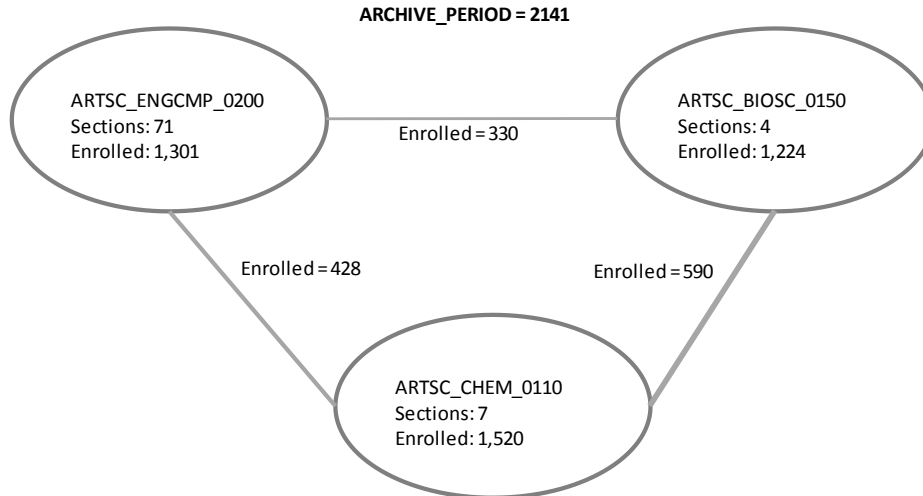 ARCHIVE_PERIOD = 2141
ARTSC_ENGCMP_0200
Sections: 71
Enrolled: 1,301
ARTSC_BIOSC_0150
Sections: 4
Enrolled: 1,224
Enrolled = 330
Enrolled = 428
Enrolled = 590
ARTSC_CHEM_0110
Sections: 7
Enrolled: 1,520